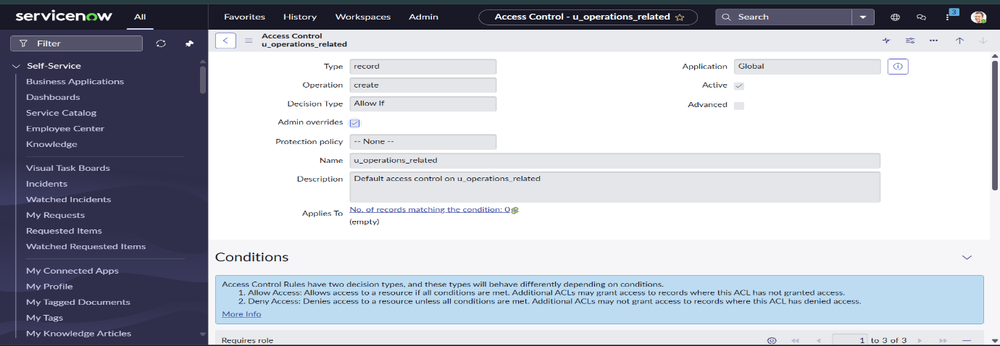 servicenow
All
Favorites
History
Workspaces
Admin
Access Control - u_operations_related
Search
3
Filter
Self-Service
Business Applications
Dashboards
Service Catalog
Employee Center
Knowledge
Visual Task Boards
Incidents
Watched Incidents
My Requests
Requested Items
Watched Requested Items
My Connected Apps
My Profile
My Tagged Documents
My Tags
My Knowledge Articles
Access Control
u_operations_related
Type record
Application Global
Operation create
Active
Decision Type Allow If
Advanced
Admin overrides
Protection policy -- None --
Name u_operations_related
Description Default access control on u_operations_related
Applies To No. of records matching the condition: 0
(empty)
Conditions
Access Control Rules have two decision types, and these types will behave differently depending on conditions.
1. Allow Access: Allows access to a resource if all conditions are met. Additional ACLs may grant access to records where this ACL has not granted access.
2. Deny Access: Denies access to a resource unless all conditions are met. Additional ACLs may not grant access to records where this ACL has denied access.
More Info
Requires role
1 to 3 of 3